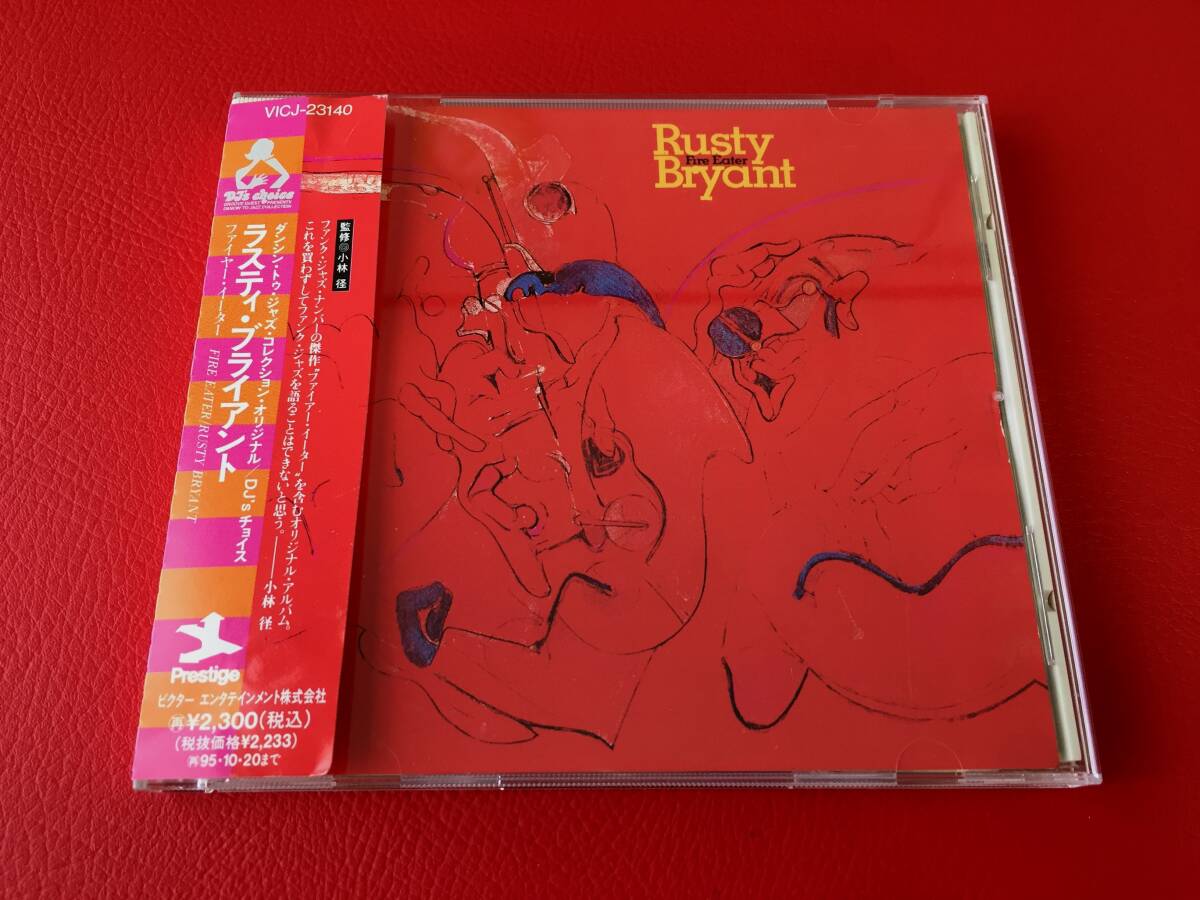 VICJ-23140
DJ's choice
GROOVE QUEST PRESENTS
DANCIN' TO JAZZ COLLECTION
ダンシン・トゥ・ジャズ・コレクション・オリジナル/DJ'sチョイス
ラスティ・ブライアント
ファイヤー・イーター
FIRE EATER/RUSTY BRYANT
監修◎小林 径
ファンク・ジャズ・ナンバーの傑作“ファイアー・イーター”を含むオリジナル・アルバム。
これを買わずしてファンク・ジャズを語ることはできないと思う。——小林 径
Prestige
ビクター エンタテインメント株式会社
再¥2,300(税込)
(税抜価格¥2,233)
再95・10・20まで
Rusty
Fire Eater
Bryant